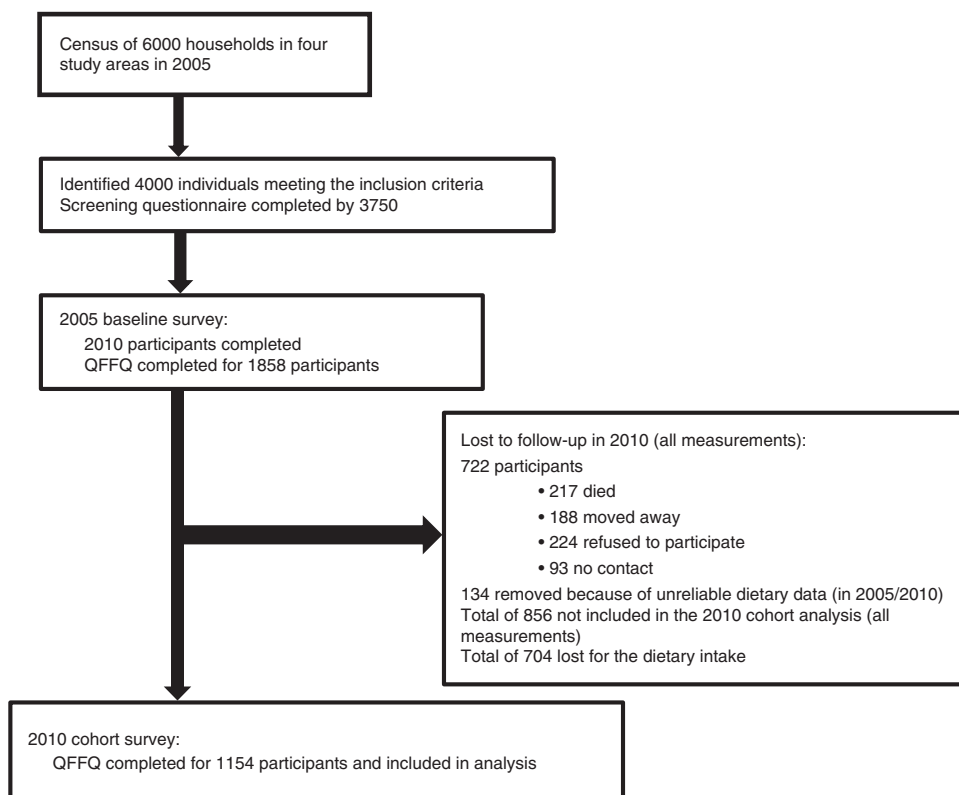 Census of 6000 households in four
study areas in 2005
Identified 4000 individuals meeting the inclusion criteria
Screening questionnaire completed by 3750
2005 baseline survey:
2010 participants completed
QFFQ completed for 1858 participants
Lost to follow-up in 2010 (all measurements):
722 participants
• 217 died
• 188 moved away
• 224 refused to participate
• 93 no contact
134 removed because of unreliable dietary data (in 2005/2010)
Total of 856 not included in the 2010 cohort analysis (all
measurements)
Total of 704 lost for the dietary intake
2010 cohort survey:
QFFQ completed for 1154 participants and included in analysis